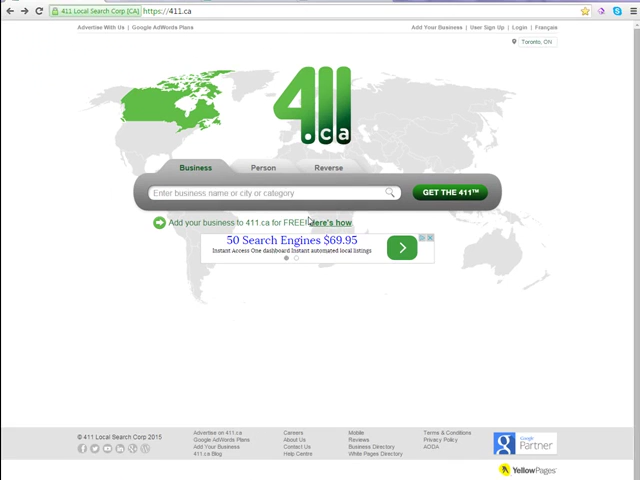 411 Local Search Corp [CA] https://411.ca
Advertise With Us | Google AdWords Plans
Add Your Business | User Sign Up | Login | Français
Toronto, ON
411
.ca
Business Person Reverse
Enter business name or city or category
GET THE 411™
Add your business to 411.ca for FREE! Here's how
50 Search Engines $69.95
Instant Access One dashboard Instant automated local listings
© 411 Local Search Corp 2015
Advertise on 411.ca
Google AdWords Plans
Add Your Business
411.ca Blog
Careers
About Us
Contact Us
Help Centre
Mobile
Reviews
Business Directory
White Pages Directory
Terms & Conditions
Privacy Policy
AODA
g
Google
Partner
YellowPages